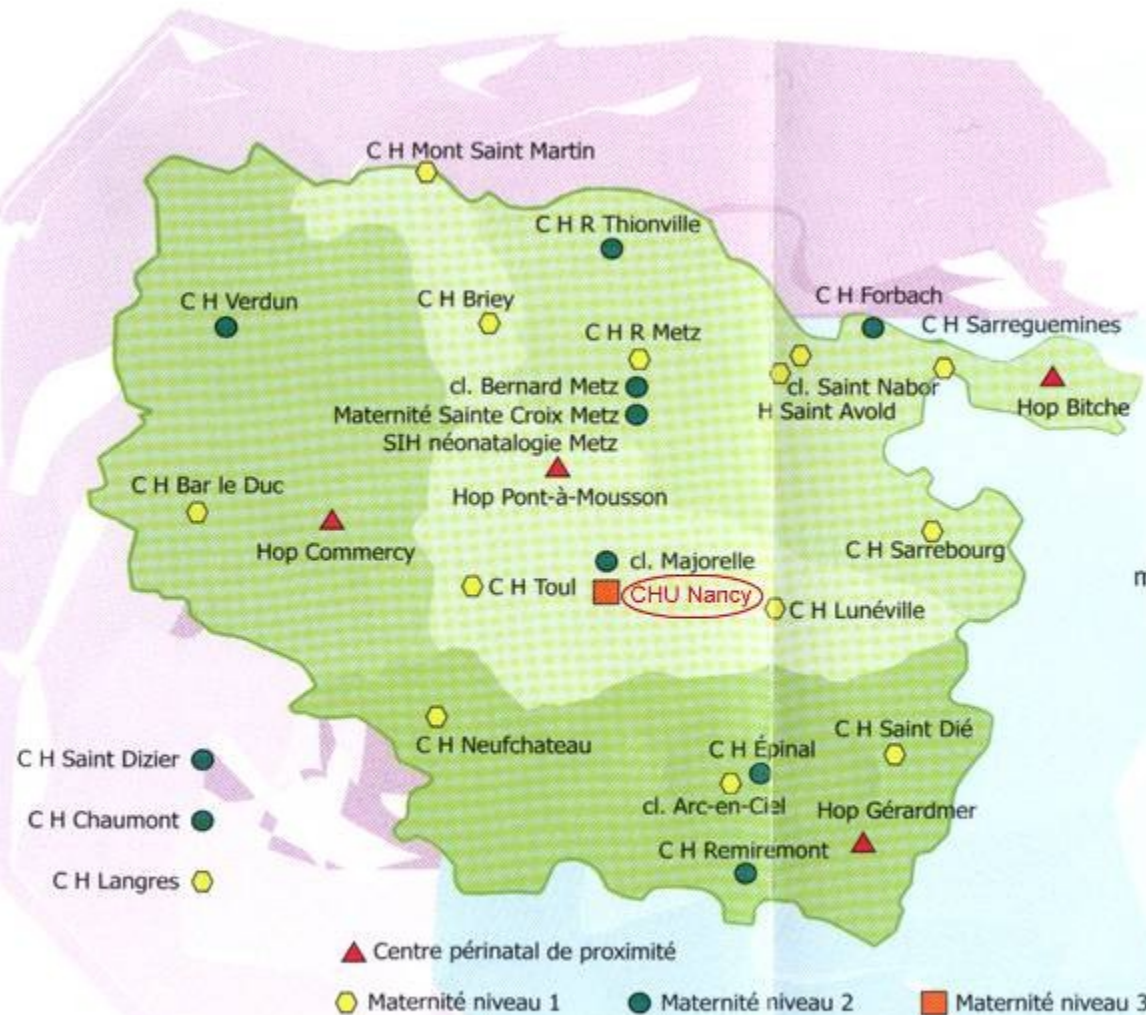 C H Mont Saint Martin
C H R Thionville
C H Verdun
C H Briey
C H Forbach
C H R Metz
C H Sarreguemines
cl. Bernard Metz
cl. Saint Nabor
Maternité Sainte Croix Metz
H Saint Avold
Hop Bitche
SIH néonatalogie Metz
C H Bar le Duc
Hop Pont-à-Mousson
Hop Commercy
C H Sarrebourg
cl. Majorelle
m
C H Toul
CHU Nancy
C H Lunéville
C H Neufchateau
C H Saint Dié
C H Épinal
C H Saint Dizier
cl. Arc-en-Ciel
Hop Gérardmer
C H Chaumont
C H Remiremont
C H Langres
Centre périnatal de proximité
Maternité niveau 1
Maternité niveau 2
Maternité niveau 3